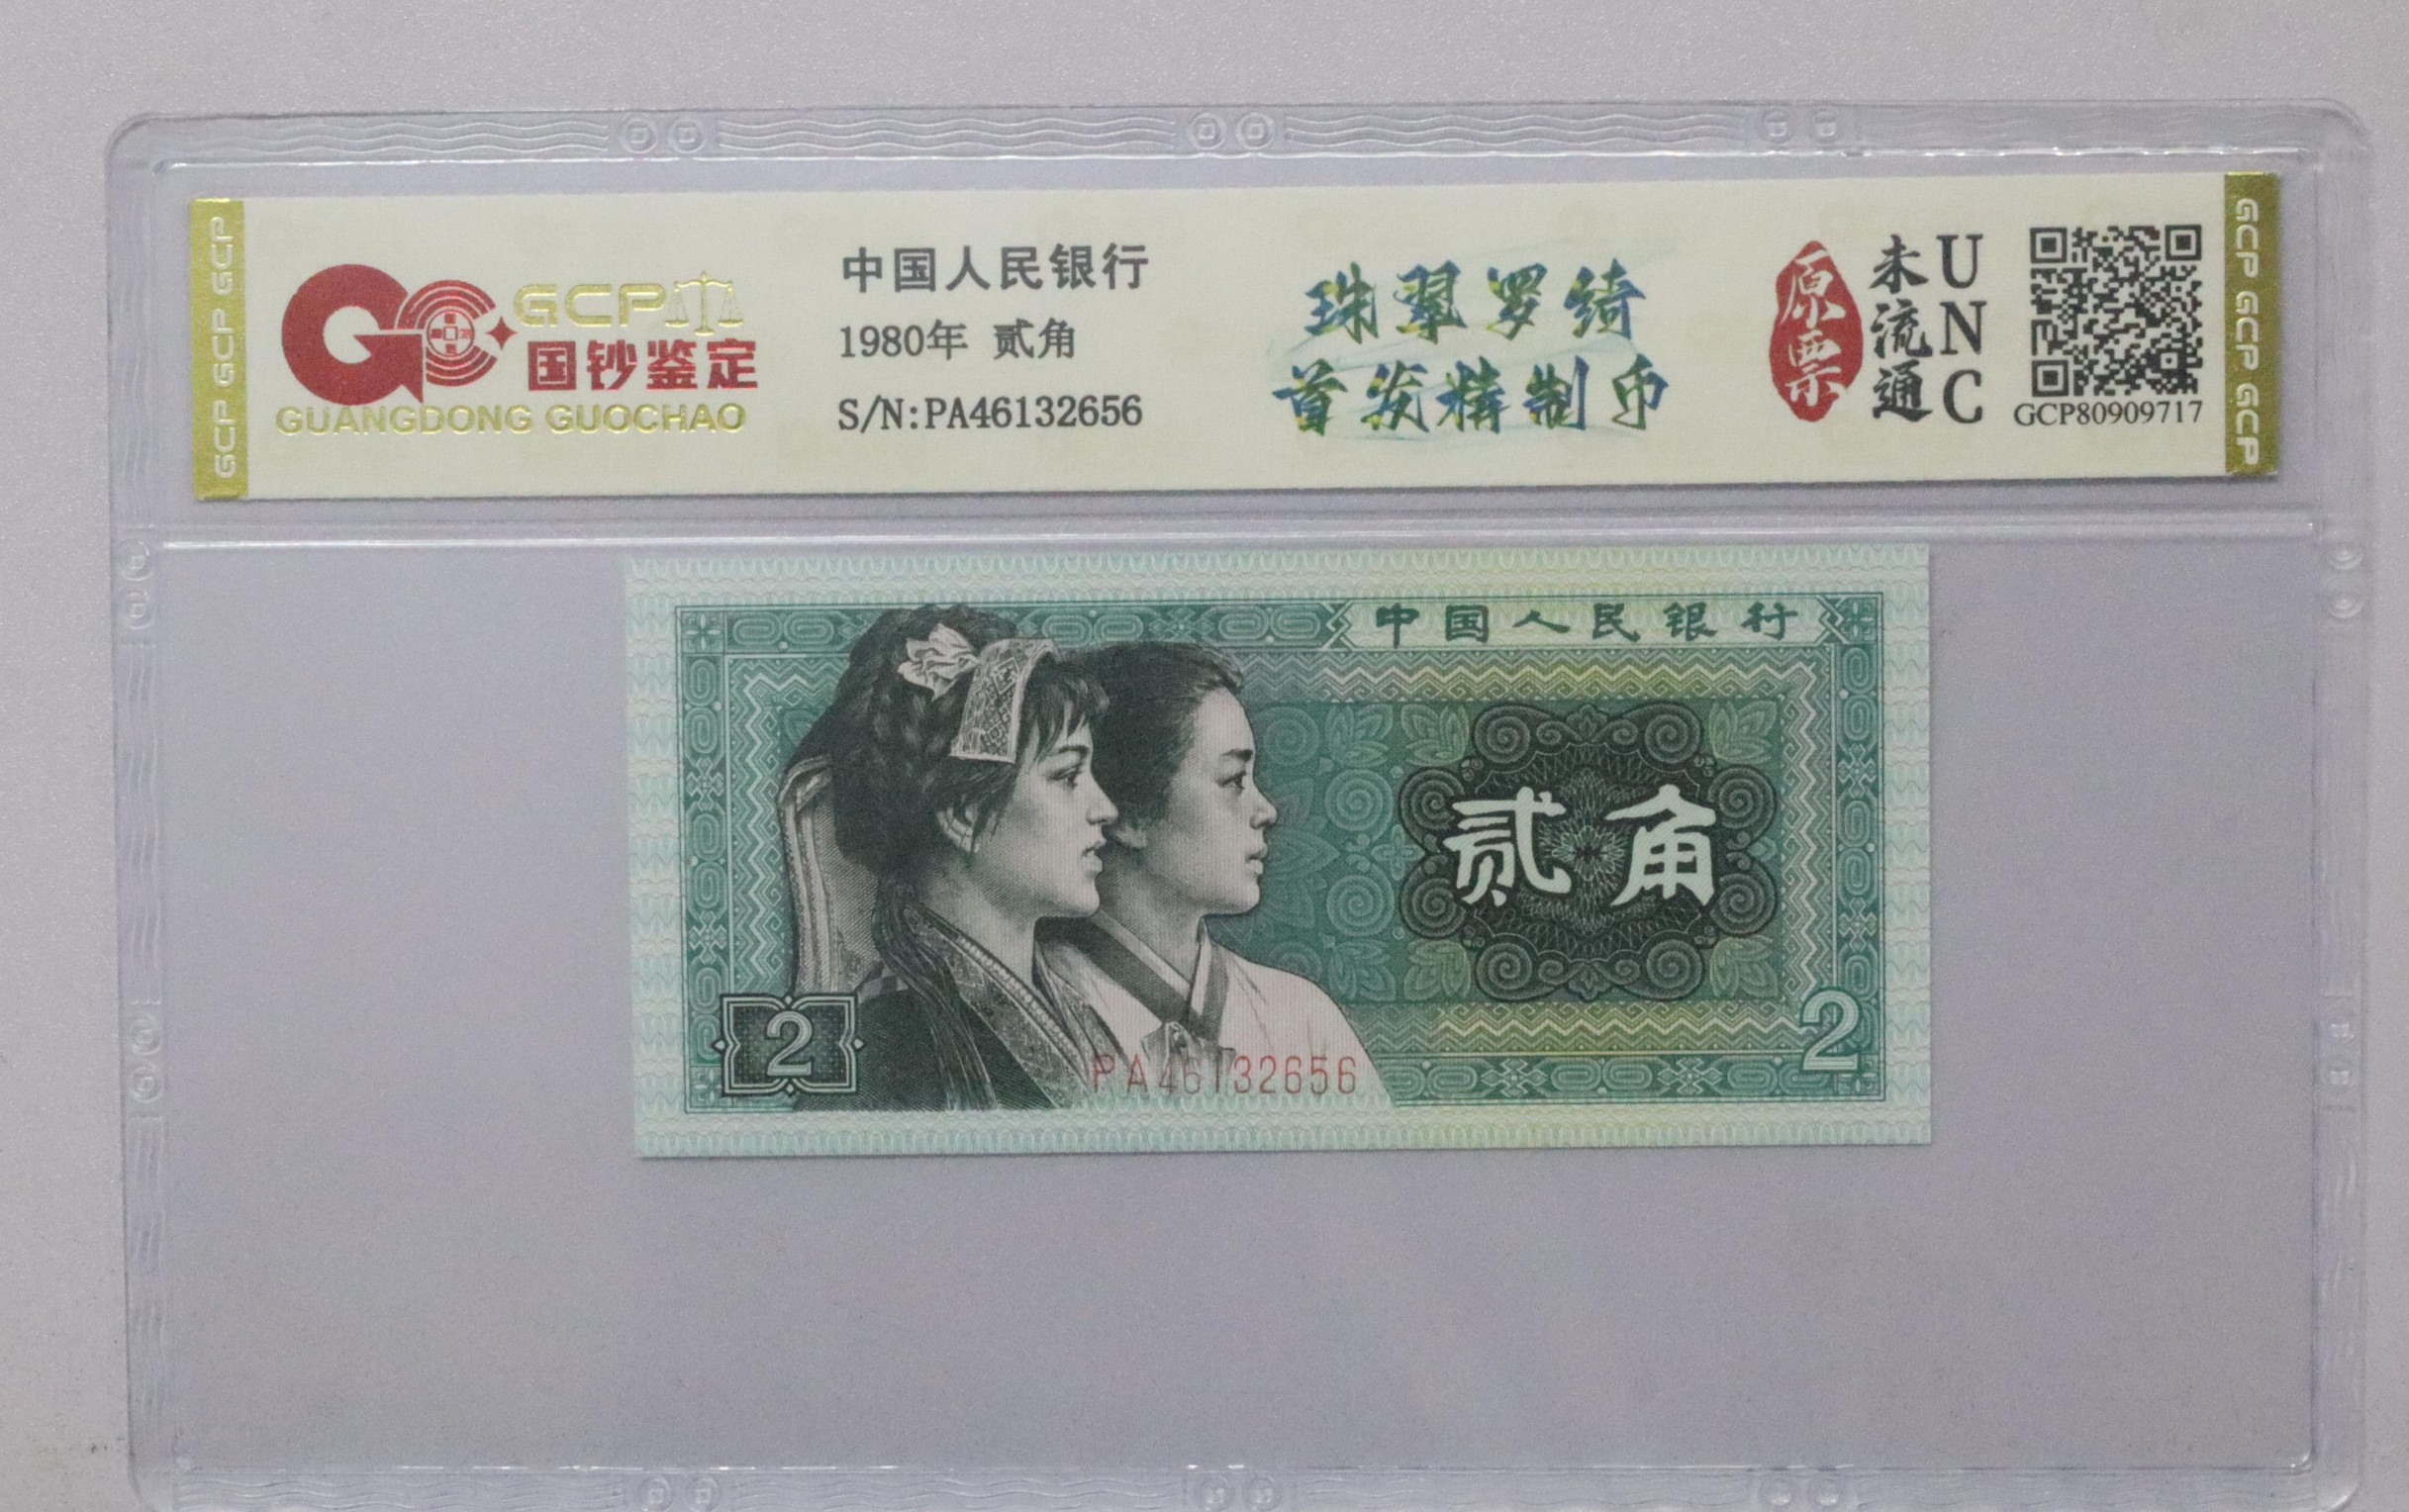 GCP GCP GCP
GCP
国钞鉴定
GUANGDONG GUOCHAO
中国人民银行
1980年 贰角
S/N:PA46132656
珠翠罗绮
首发精制币
原票
未流通
UNC
GCP80909717
GCP GCP GCP
中国人民银行
贰角
2
2
PA46132656